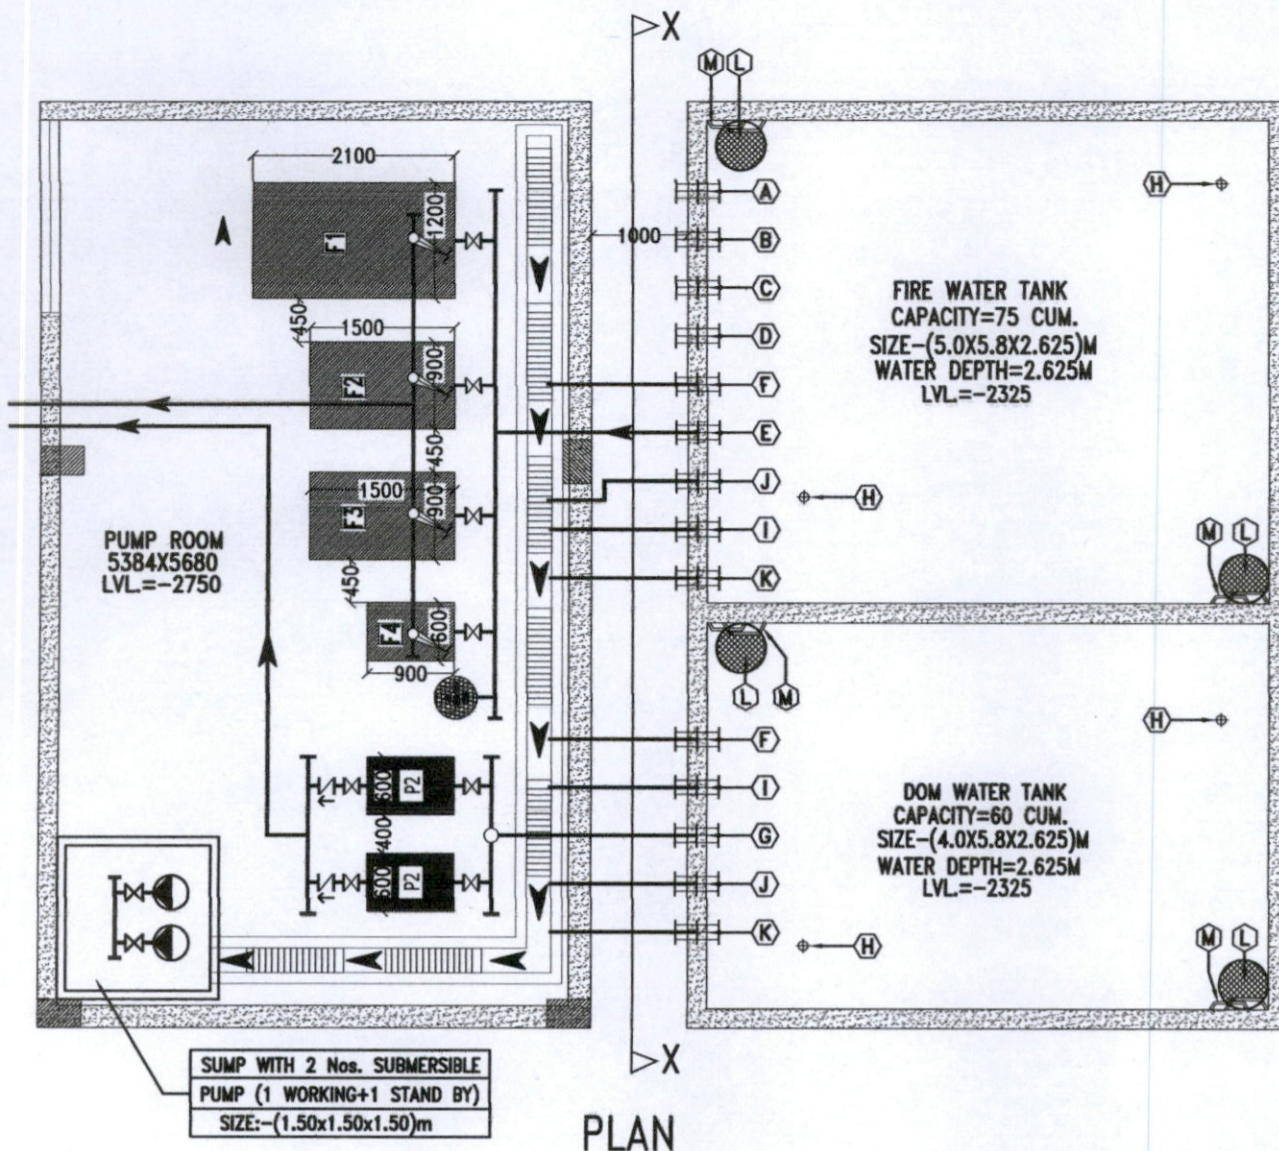 X
M L
2100
1200
F1
450
1500
900
F2
450
1500
900
F3
450
600
F4
900
1000
A
B
C
D
F
E
J
I
K
H
FIRE WATER TANK
CAPACITY=75 CUM.
SIZE-(5.0X5.8X2.625)M
WATER DEPTH=2.625M
LVL.=-2325
H
M L
PUMP ROOM
5384X5680
LVL.=-2750
L M
600
P2
400
600
P2
F
I
G
J
K
H
DOM WATER TANK
CAPACITY=60 CUM.
SIZE-(4.0X5.8X2.625)M
WATER DEPTH=2.625M
LVL.=-2325
H
M L
SUMP WITH 2 Nos. SUBMERSIBLE
PUMP (1 WORKING+1 STAND BY)
SIZE:-(1.50x1.50x1.50)m
X
PLAN